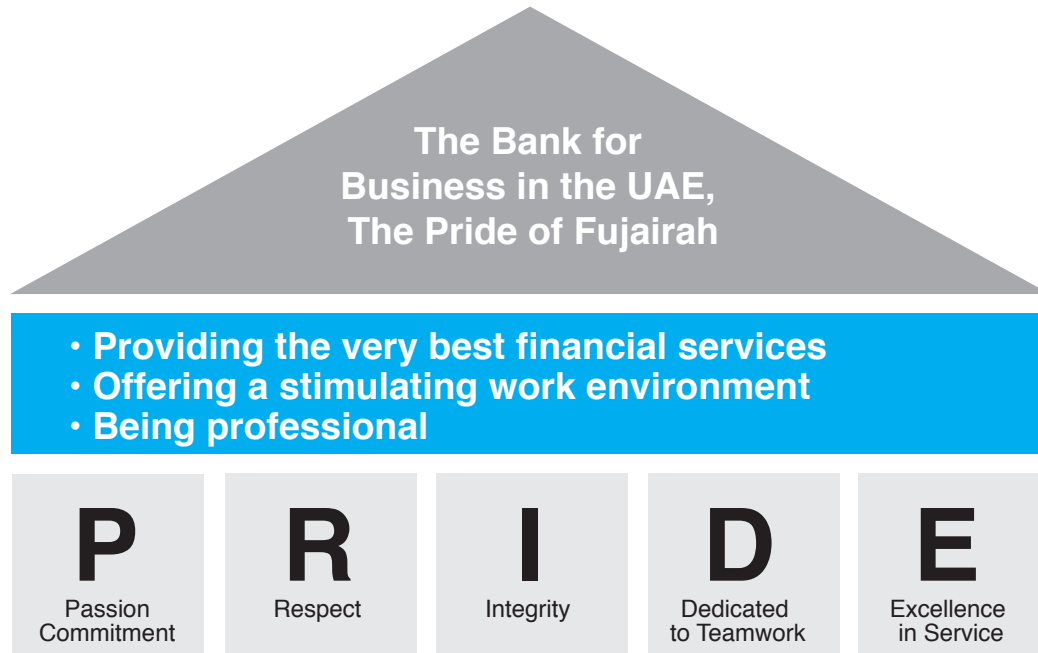 The Bank for
Business in the UAE,
The Pride of Fujairah
• Providing the very best financial services
• Offering a stimulating work environment
• Being professional
P
Passion
Commitment
R
Respect
I
Integrity
D
Dedicated
to Teamwork
E
Excellence
in Service